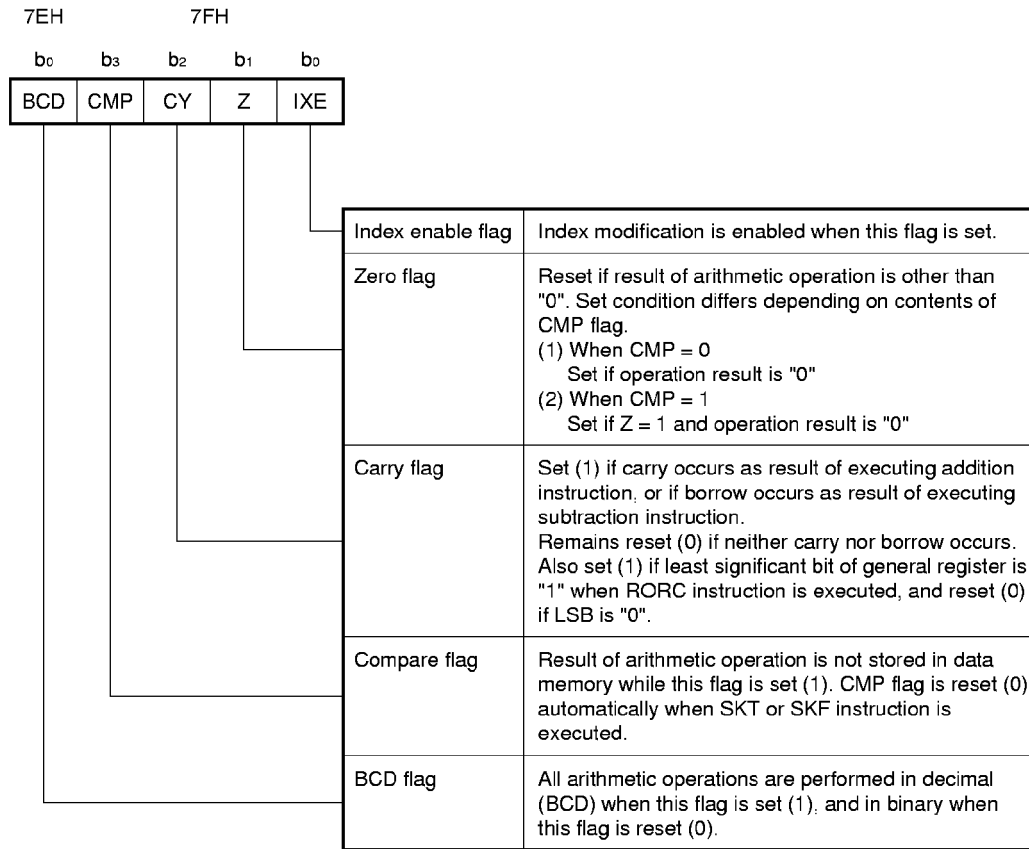 7EH 7FH
b0 b3 b2 b1 b0
BCD CMP CY Z IXE
Index enable flag Index modification is enabled when this flag is set.
Zero flag Reset if result of arithmetic operation is other than
"0". Set condition differs depending on contents of
CMP flag.
(1) When CMP = 0
Set if operation result is "0"
(2) When CMP = 1
Set if Z = 1 and operation result is "0"
Carry flag Set (1) if carry occurs as result of executing addition
instruction, or if borrow occurs as result of executing
subtraction instruction.
Remains reset (0) if neither carry nor borrow occurs.
Also set (1) if least significant bit of general register is
"1" when RORC instruction is executed, and reset (0)
if LSB is "0".
Compare flag Result of arithmetic operation is not stored in data
memory while this flag is set (1). CMP flag is reset (0)
automatically when SKT or SKF instruction is
executed.
BCD flag All arithmetic operations are performed in decimal
(BCD) when this flag is set (1), and in binary when
this flag is reset (0).